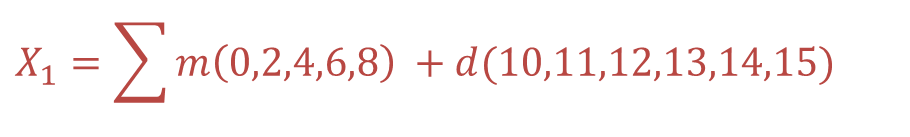 X₁ = ∑ m(0,2,4,6,8) + d(10,11,12,13,14,15)